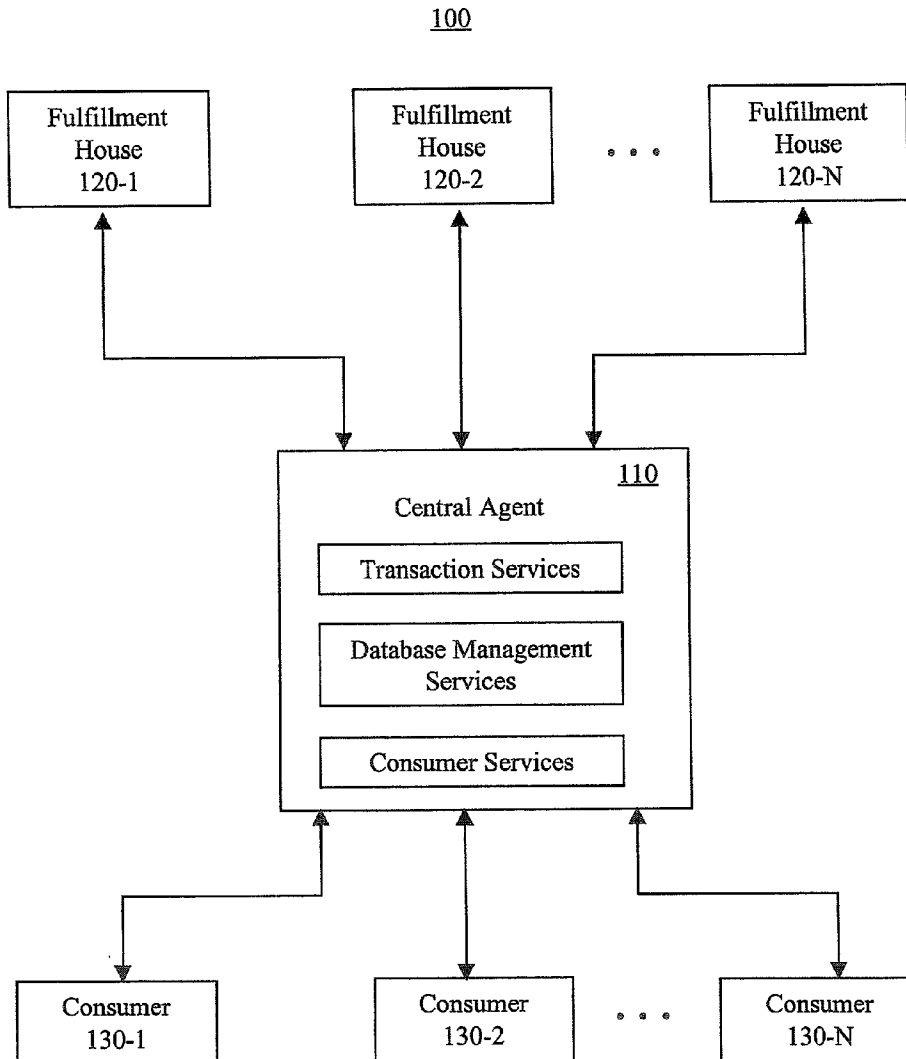 100
Fulfillment
House
120-1
Fulfillment
House
120-2
• • •
Fulfillment
House
120-N
110
Central Agent
Transaction Services
Database Management
Services
Consumer Services
Consumer
130-1
Consumer
130-2
• • •
Consumer
130-N